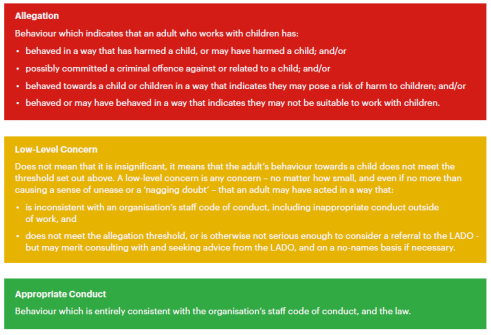 Allegation
Behaviour which indicates that an adult who works with children has:
• behaved in a way that has harmed a child, or may have harmed a child; and/or
• possibly committed a criminal offence against or related to a child; and/or
• behaved towards a child or children in a way that indicates they may pose a risk of harm to children; and/or
• behaved or may have behaved in a way that indicates they may not be suitable to work with children.
Low-Level Concern
Does not mean that it is insignificant, it means that the adult's behaviour towards a child does not meet the
threshold set out above. A low-level concern is any concern – no matter how small, and even if no more than
causing a sense of unease or a 'nagging doubt' – that an adult may have acted in a way that:
• is inconsistent with an organisation's staff code of conduct, including inappropriate conduct outside
of work, and
• does not meet the allegation threshold, or is otherwise not serious enough to consider a referral to the LADO -
but may merit consulting with and seeking advice from the LADO, and on a no-names basis if necessary.
Appropriate Conduct
Behaviour which is entirely consistent with the organisation's staff code of conduct, and the law.